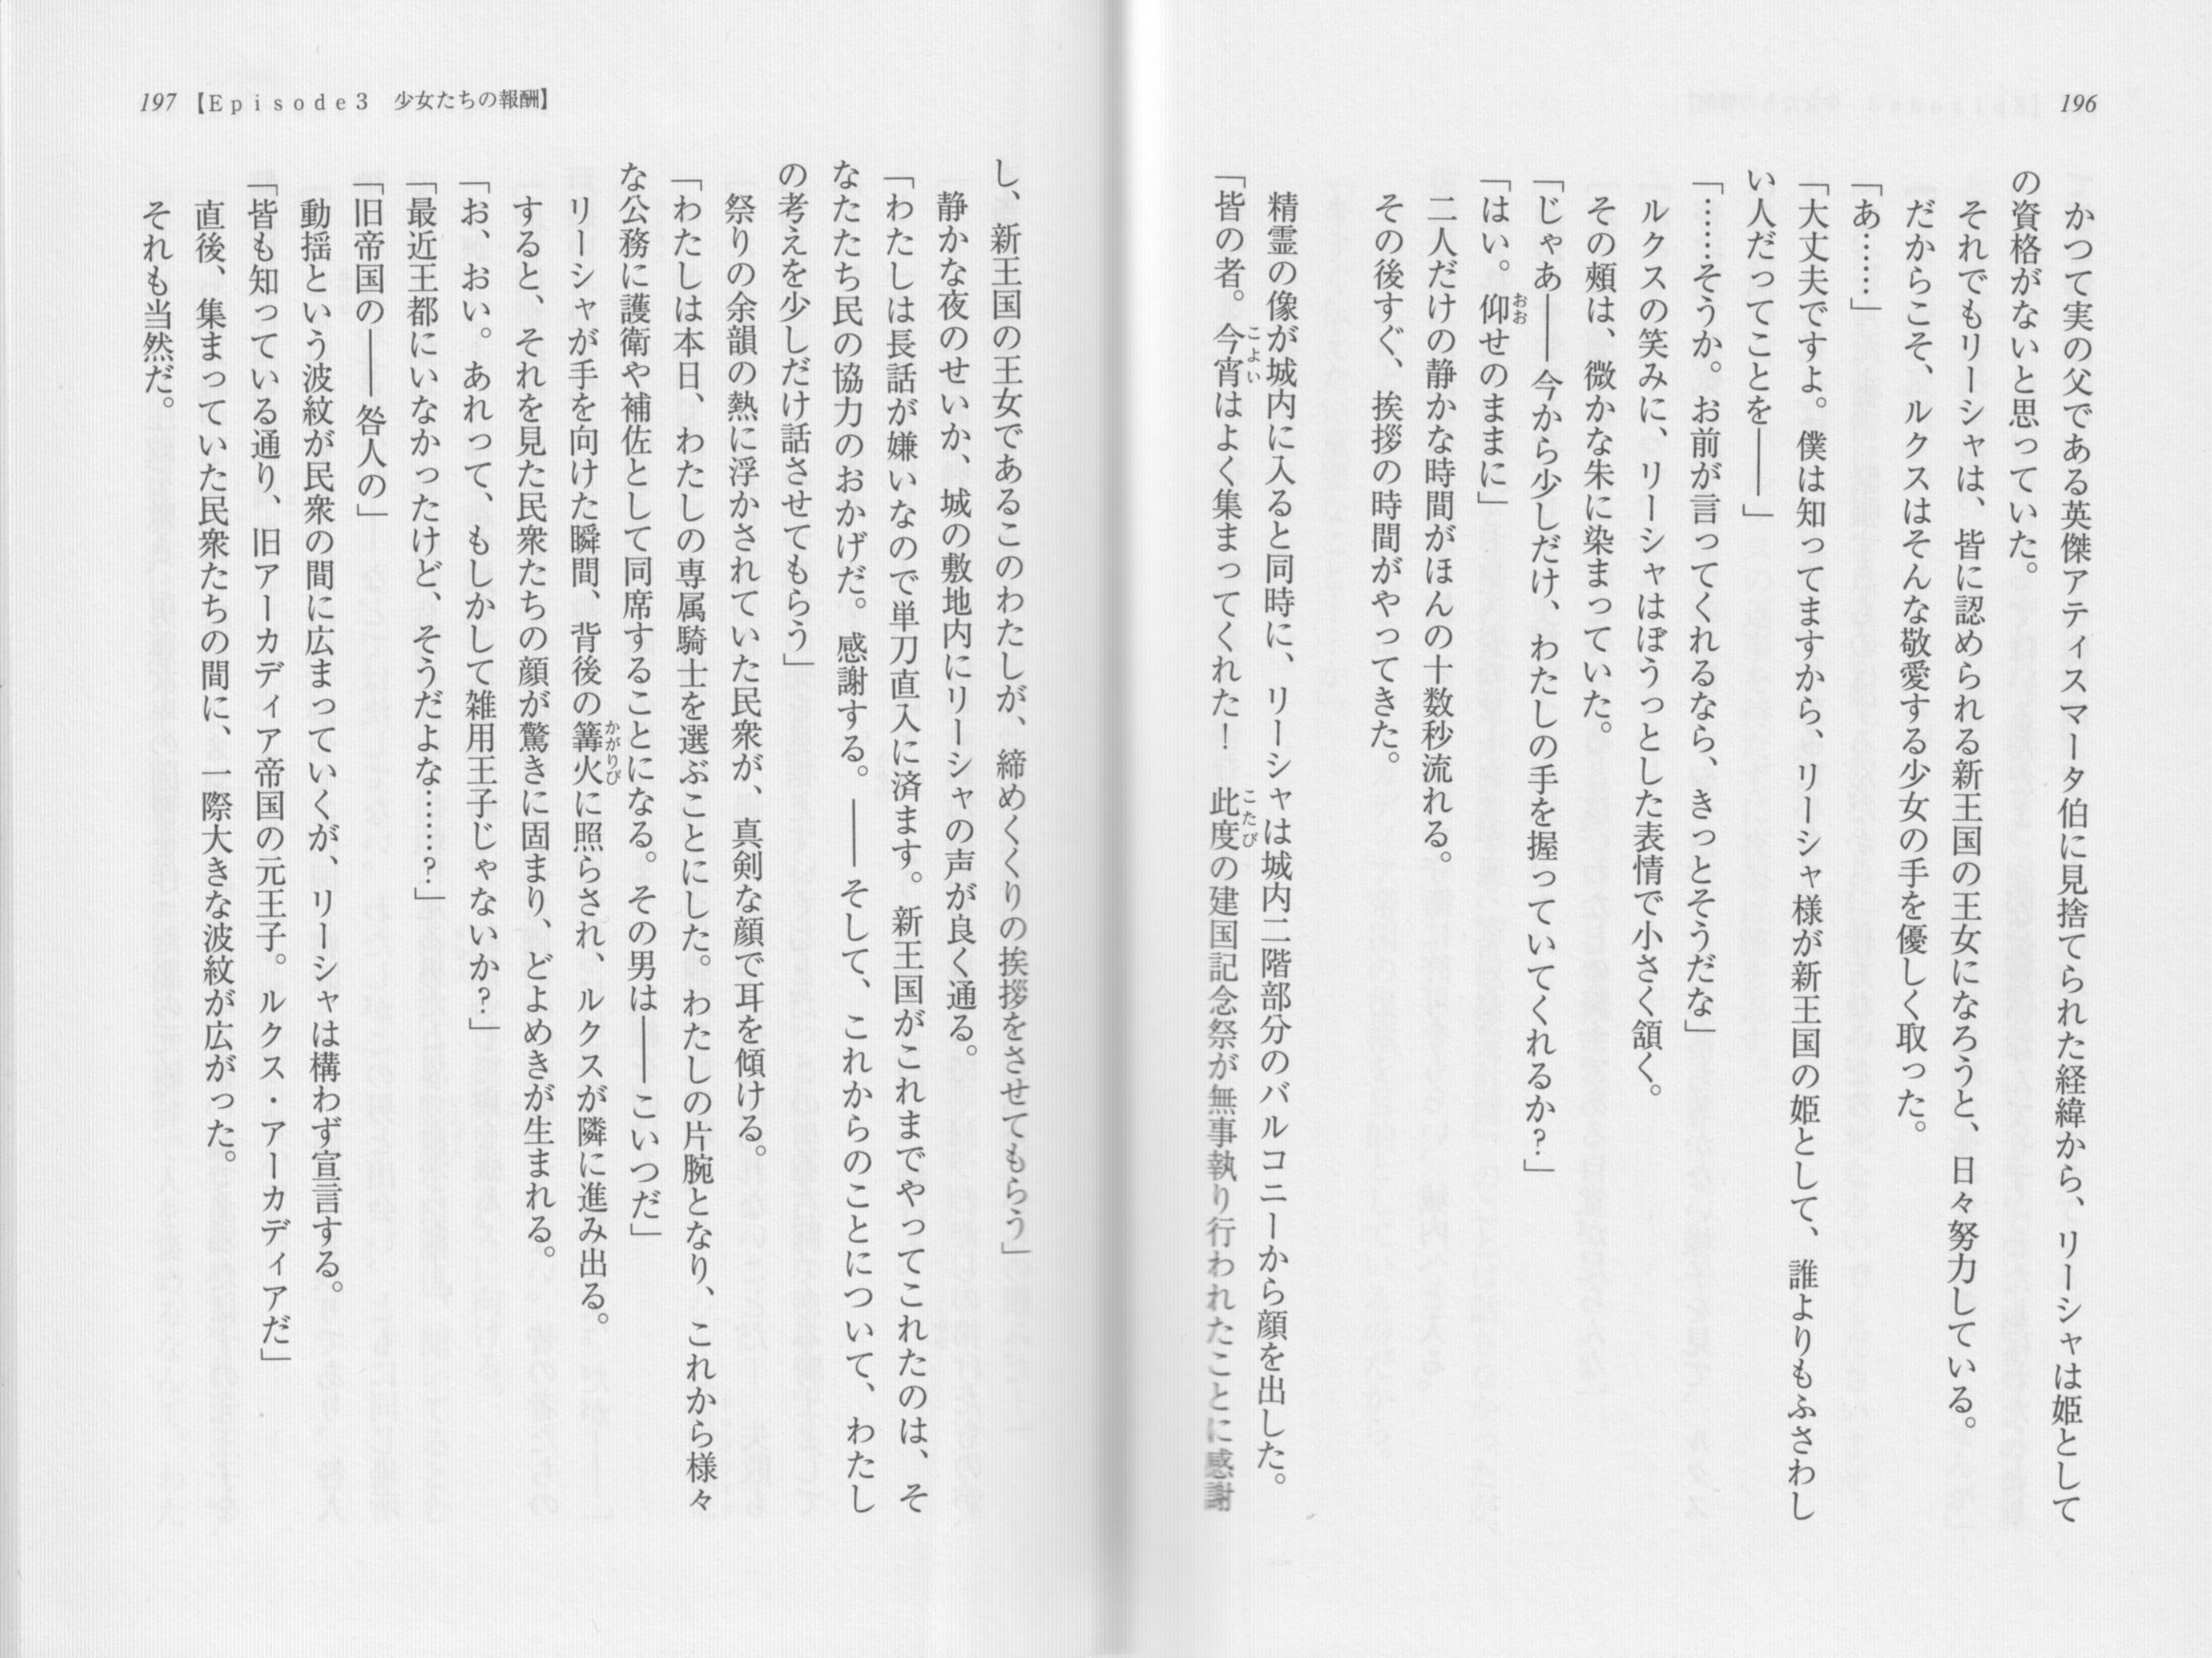 196
　かつて実の父である英傑アティスマータ伯に見捨てられた経緯から、リーシャは姫として
の資格がないと思っていた。
　それでもリーシャは、皆に認められる新王国の王女になろうと、日々努力している。
　だからこそ、ルクスはそんな敬愛する少女の手を優しく取った。
「あ……」
「大丈夫ですよ。僕は知ってますから、リーシャ様が新王国の姫として、誰よりもふさわし
い人だってことを――」
「……そうか。お前が言ってくれるなら、きっとそうだな」
　ルクスの笑みに、リーシャはぼうっとした表情で小さく頷く。
　その頰は、微かな朱に染まっていた。
「じゃあ――今から少しだけ、わたしの手を握っていてくれるか？」
「はい。仰せのままに」
　二人だけの静かな時間がほんの十数秒流れる。
　その後すぐ、挨拶の時間がやってきた。
　精霊の像が城内に入ると同時に、リーシャは城内二階部分のバルコニーから顔を出した。
「皆の者。今宵はよく集まってくれた！　此度の建国記念祭が無事執り行われたことに感謝
197【Episode3　少女たちの報酬】
し、新王国の王女であるこのわたしが、締めくくりの挨拶をさせてもらう」
　静かな夜のせいか、城の敷地内にリーシャの声が良く通る。
「わたしは長話が嫌いなので単刀直入に済ます。新王国がこれまでやってこれたのは、そ
なたたち民の協力のおかげだ。感謝する。――そして、これからのことについて、わたし
の考えを少しだけ話させてもらう」
　祭りの余韻の熱に浮かされていた民衆が、真剣な顔で耳を傾ける。
「わたしは本日、わたしの専属騎士を選ぶことにした。わたしの片腕となり、これから様々
な公務に護衛や補佐として同席することになる。その男は――こいつだ」
　リーシャが手を向けた瞬間、背後の篝火に照らされ、ルクスが隣に進み出る。
　すると、それを見た民衆たちの顔が驚きに固まり、どよめきが生まれる。
「お、おい。あれって、もしかして雑用王子じゃないか？」
「最近王都にいなかったけど、そうだよな……？」
「旧帝国の――咎人の」
　動揺という波紋が民衆の間に広まっていくが、リーシャは構わず宣言する。
「皆も知っている通り、旧アーカディア帝国の元王子。ルクス・アーカディアだ」
　直後、集まっていた民衆たちの間に、一際大きな波紋が広がった。
　それも当然だ。